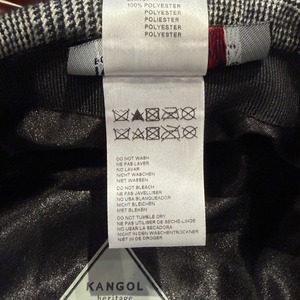 100% POLYESTER
POLYESTER
POLIESTER
POLYESTER
POLYESTER
DO NOT WASH
NE PAS LAVER
NO LAVAR
NICHT WASCHEN
NIET WASSEN
DO NOT BLEACH
NE PAS JAVELLISER
NO USAR BLANQUEADOR
NICHT BLEICHEN
NIET BLEKEN
DO NOT TUMBLE DRY
NE PAS UTILISER DE SECHE-LINGE
NO USAR LA SECADORA
NICHT IN DEN WASCHENTROCKNER
NIET IN DE DROGER
KANGOL
heritage